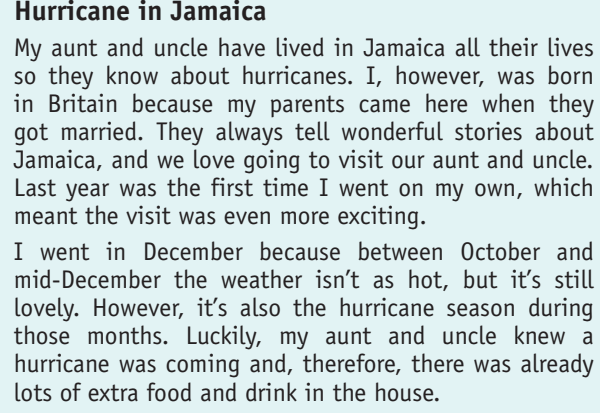 Hurricane in Jamaica
My aunt and uncle have lived in Jamaica all their lives
so they know about hurricanes. I, however, was born
in Britain because my parents came here when they
got married. They always tell wonderful stories about
Jamaica, and we love going to visit our aunt and uncle.
Last year was the first time I went on my own, which
meant the visit was even more exciting.
I went in December because between October and
mid-December the weather isn't as hot, but it's still
lovely. However, it's also the hurricane season during
those months. Luckily, my aunt and uncle knew a
hurricane was coming and, therefore, there was already
lots of extra food and drink in the house.